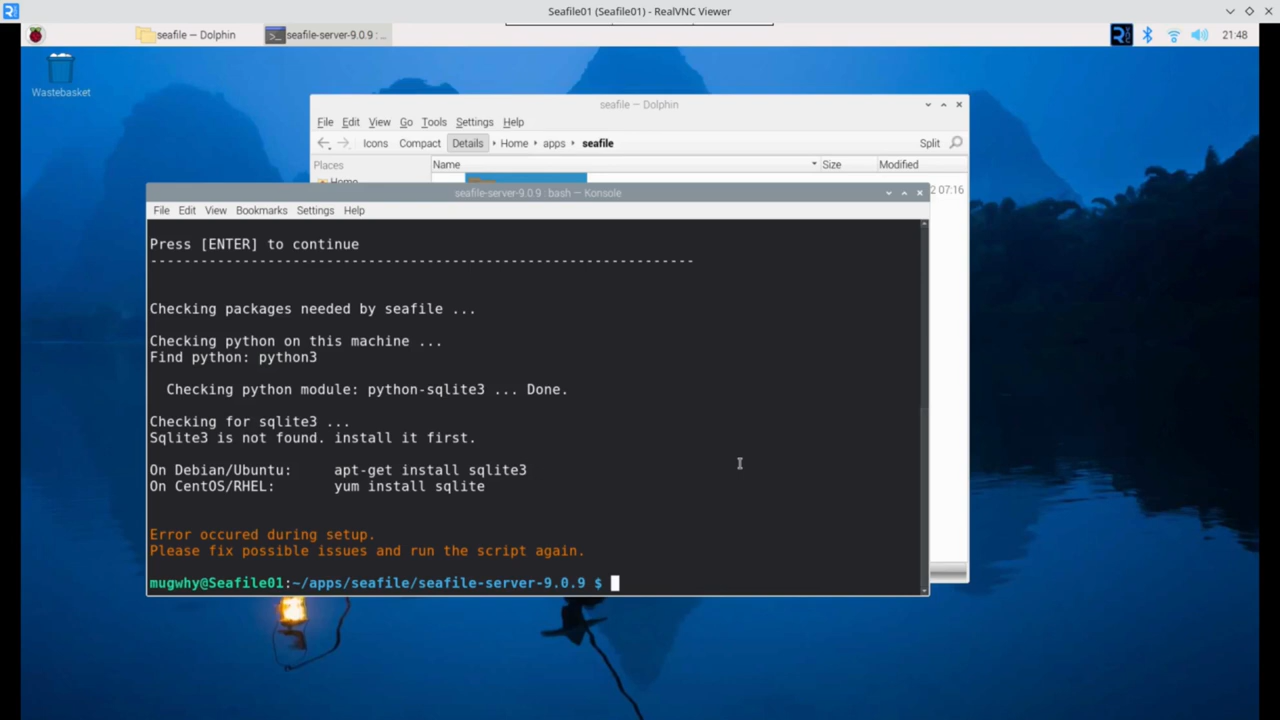 Seafile01 (Seafile01) - RealVNC Viewer
seafile — Dolphin
seafile-server-9.0.9 : ...
21:48
Wastebasket
seafile — Dolphin
File Edit View Go Tools Settings Help
Icons Compact Details Home apps seafile Split
Places
Name Size Modified
Home
2 07:16
seafile-server-9.0.9 : bash — Konsole
File Edit View Bookmarks Settings Help
Press [ENTER] to continue
-----------------------------------------------------------------
Checking packages needed by seafile ...
Checking python on this machine ...
Find python: python3
Checking python module: python-sqlite3 ... Done.
Checking for sqlite3 ...
Sqlite3 is not found. install it first.
On Debian/Ubuntu: apt-get install sqlite3
On CentOS/RHEL: yum install sqlite
Error occured during setup.
Please fix possible issues and run the script again.
mugwhy@Seafile01:~/apps/seafile/seafile-server-9.0.9 $